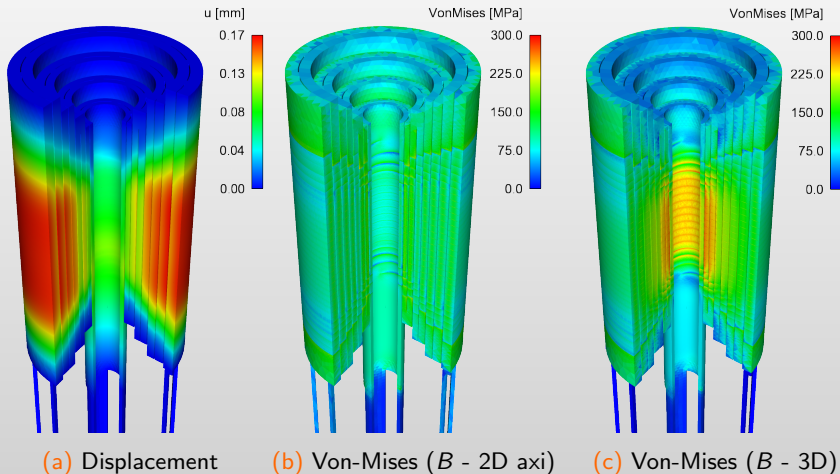 u [mm]
0.17
0.13
0.08
0.04
0.00
VonMises [MPa]
300.0
225.0
150.0
75.0
0.0
VonMises [MPa]
300.0
225.0
150.0
75.0
0.0
(a) Displacement
(b) Von-Mises (B - 2D axi)
(c) Von-Mises (B - 3D)